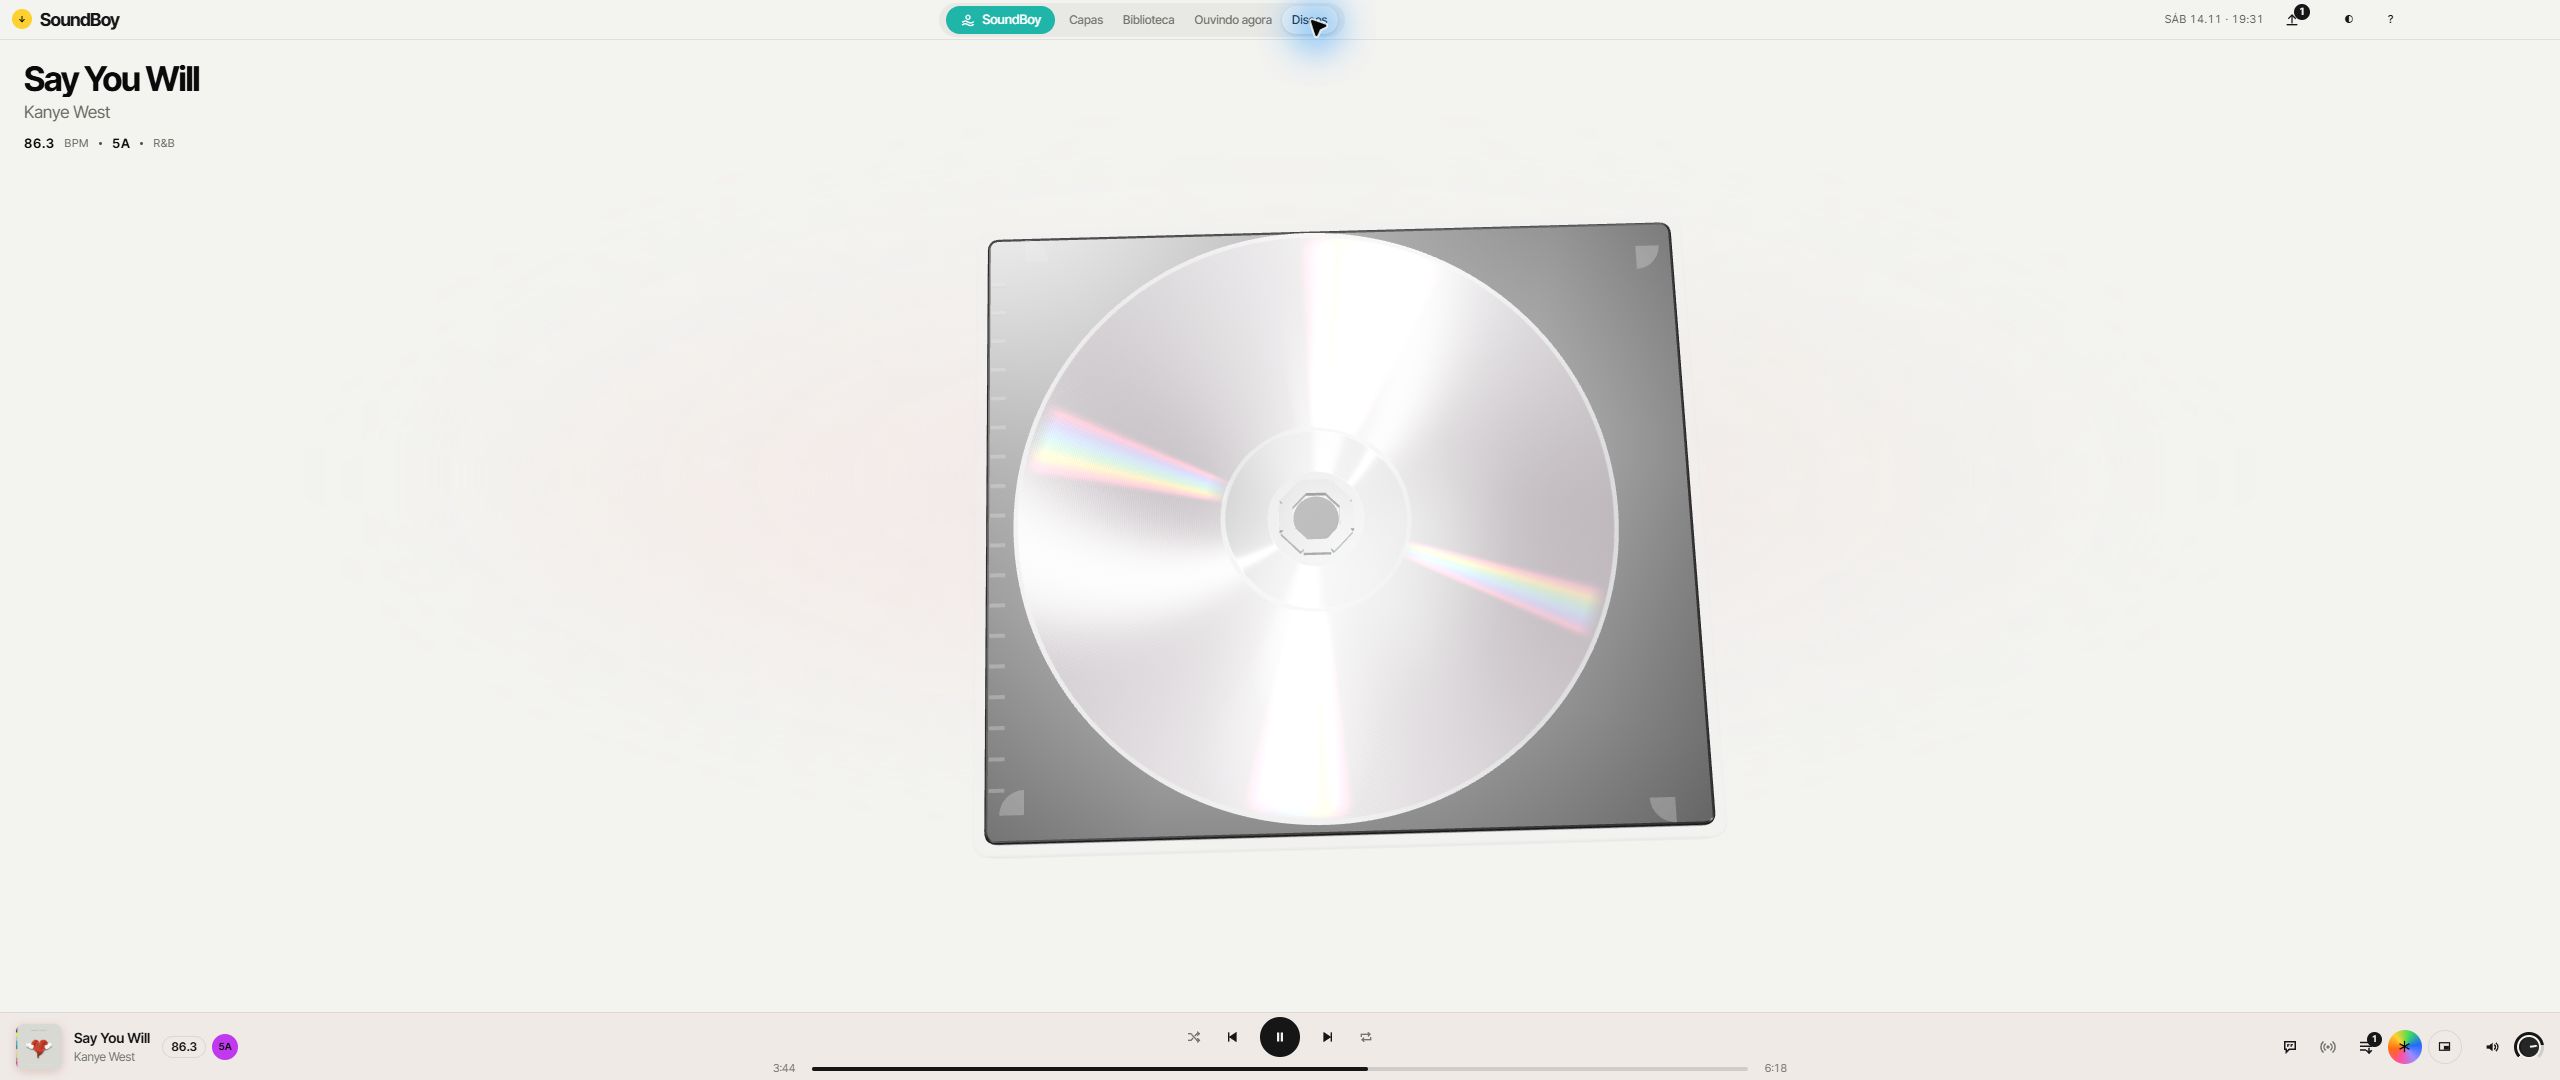 SoundBoy
SoundBoy Capas Biblioteca Ouvindo agora Discos
SÁB 14.11 · 19:31 1 ?
Say You Will
Kanye West
86.3 BPM • 5A • R&B
Say You Will
Kanye West
86.3 5A
3:44 6:18
1